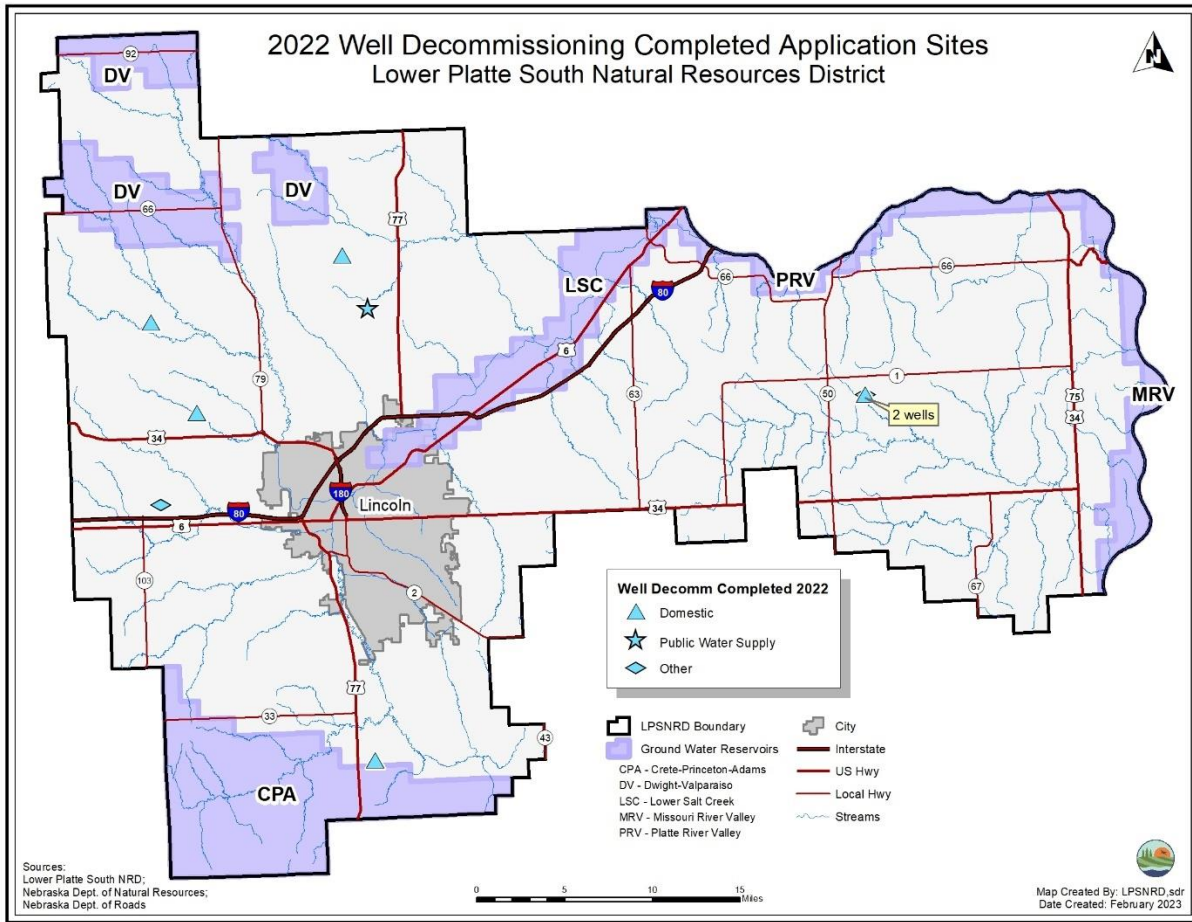 2022 Well Decommissioning Completed Application Sites
Lower Platte South Natural Resources District
N
92
DV
DV
DV
66
77
LSC
80
66
PRV
66
6
79
63
50
1
2 wells
75
34
MRV
34
180
Lincoln
80
6
34
103
2
67
77
33
43
CPA
Well Decomm Completed 2022
Domestic
Public Water Supply
Other
LPSNRD Boundary
City
Ground Water Reservoirs
Interstate
CPA - Crete-Princeton-Adams
US Hwy
DV - Dwight-Valparaiso
LSC - Lower Salt Creek
Local Hwy
MRV - Missouri River Valley
Streams
PRV - Platte River Valley
Sources:
Lower Platte South NRD;
Nebraska Dept. of Natural Resources;
Nebraska Dept. of Roads
0 5 10 15
Miles
Map Created By: LPSNRD,sdr
Date Created: February 2023